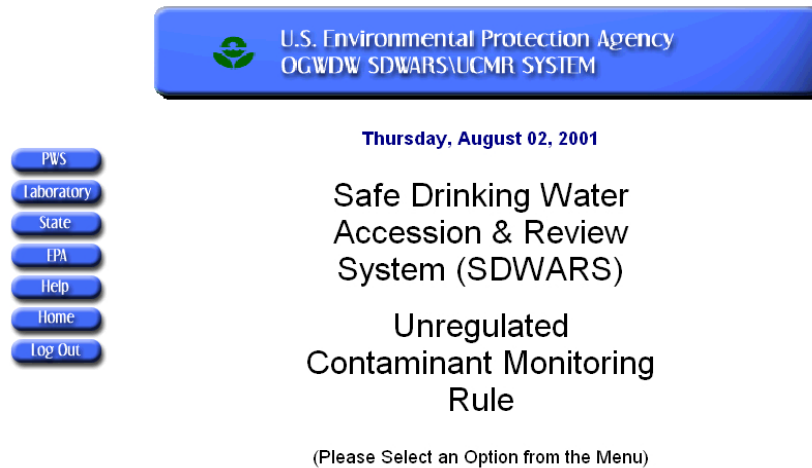 U.S. Environmental Protection Agency
OGWDW SDWARS\UCMR SYSTEM
Thursday, August 02, 2001
PWS
Laboratory
State
EPA
Help
Home
Log Out
Safe Drinking Water
Accession & Review
System (SDWARS)
Unregulated
Contaminant Monitoring
Rule
(Please Select an Option from the Menu)